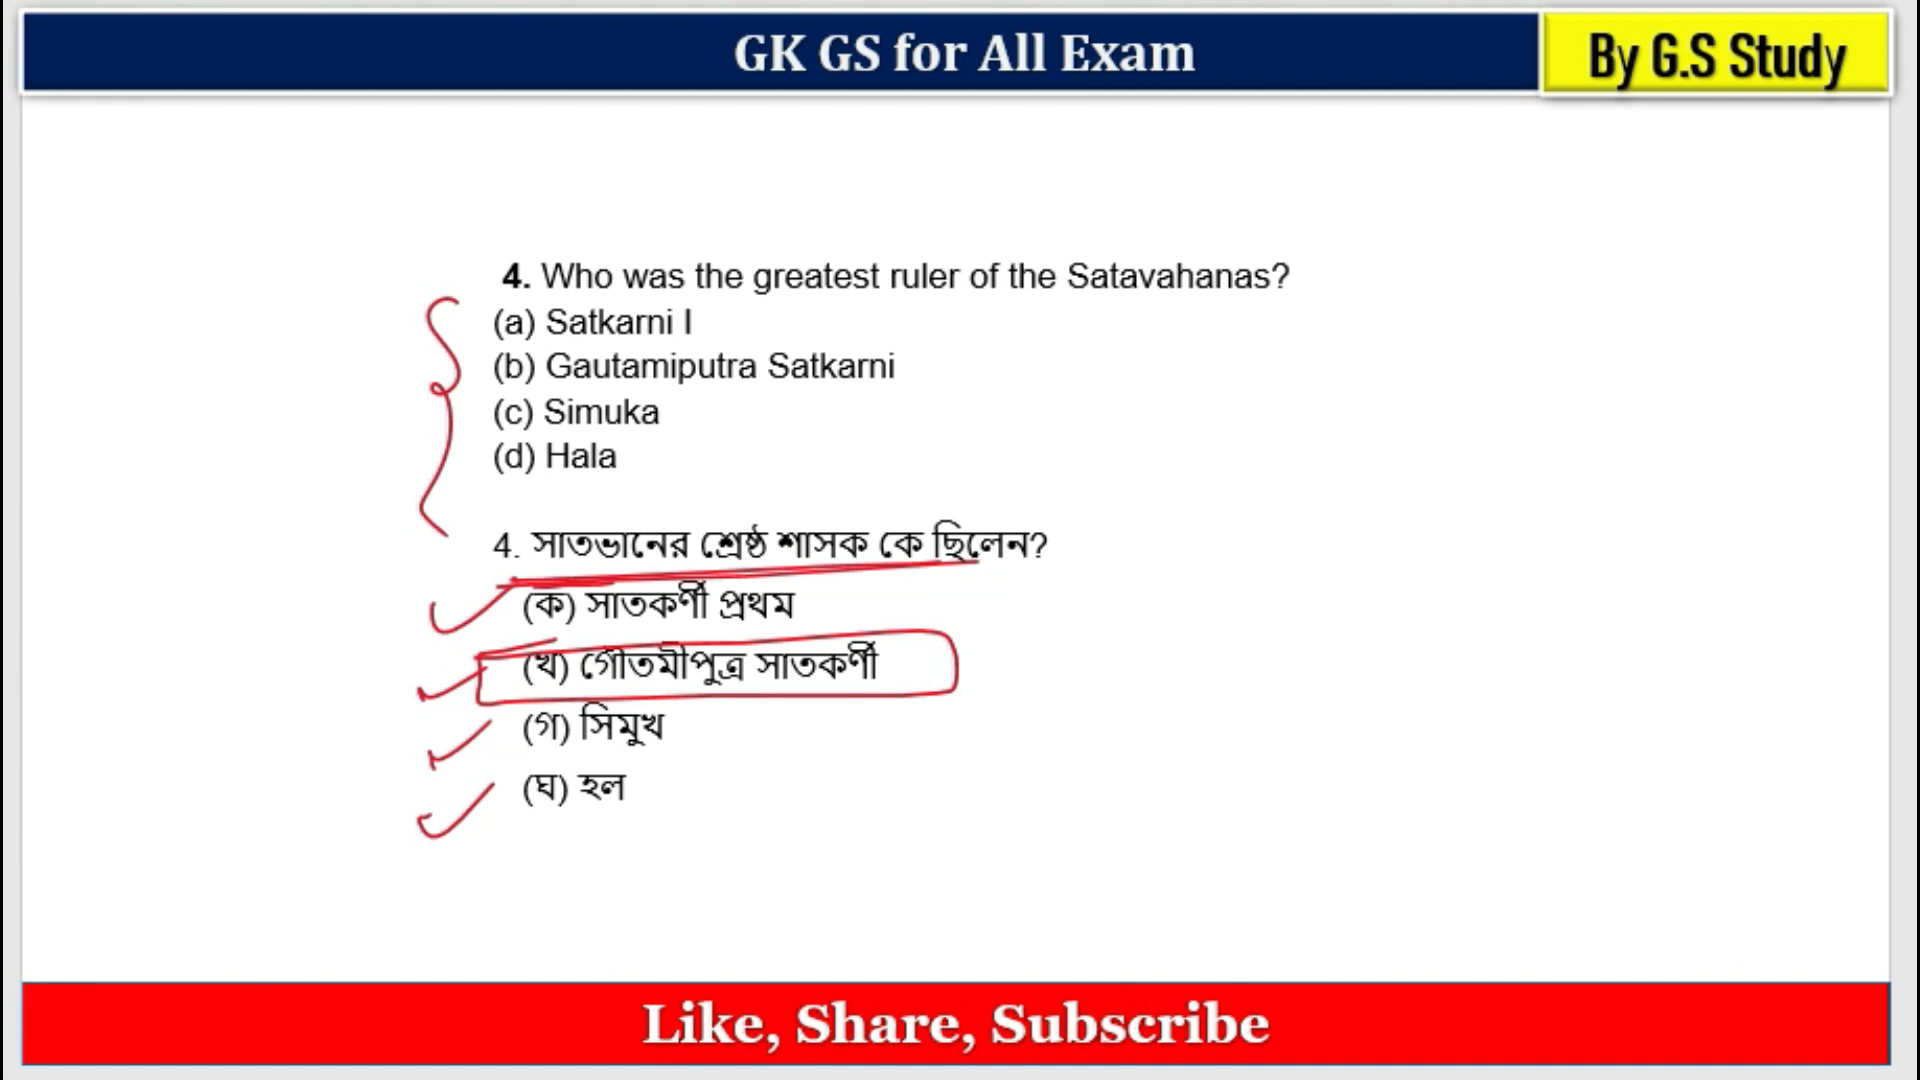 GK GS for All Exam
By G.S Study
4. Who was the greatest ruler of the Satavahanas?
(a) Satkarni I
(b) Gautamiputra Satkarni
(c) Simuka
(d) Hala
4. সাতভানের শ্রেষ্ঠ শাসক কে ছিলেন?
(ক) সাতকর্ণী প্রথম
(খ) গৌতমীপুত্র সাতকর্ণী
(গ) সিমুখ
(ঘ) হল
Like, Share, Subscribe